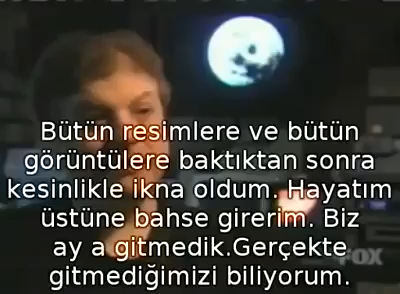 Bütün resimlere ve bütün
görüntülere baktıktan sonra
kesinlikle ikna oldum. Hayatım
üstüne bahse girerim. Biz
ay a gitmedik.Gerçekte
FOX
gitmediğimizi biliyorum.